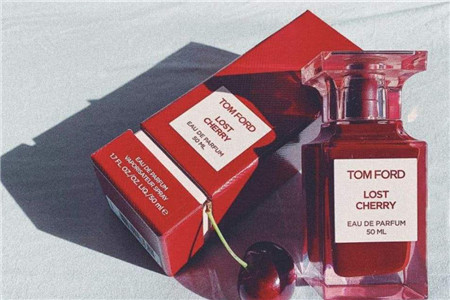 TOM FORD
LOST
CHERRY
EAU DE PARFUM
50 ML
EAU DE PARFUM
VAPORISATEUR SPRAY
1.7 FL.OZ./OZ LIQ/50 ml ℮
TOM FORD
LOST
CHERRY
EAU DE PARFUM
50 ML